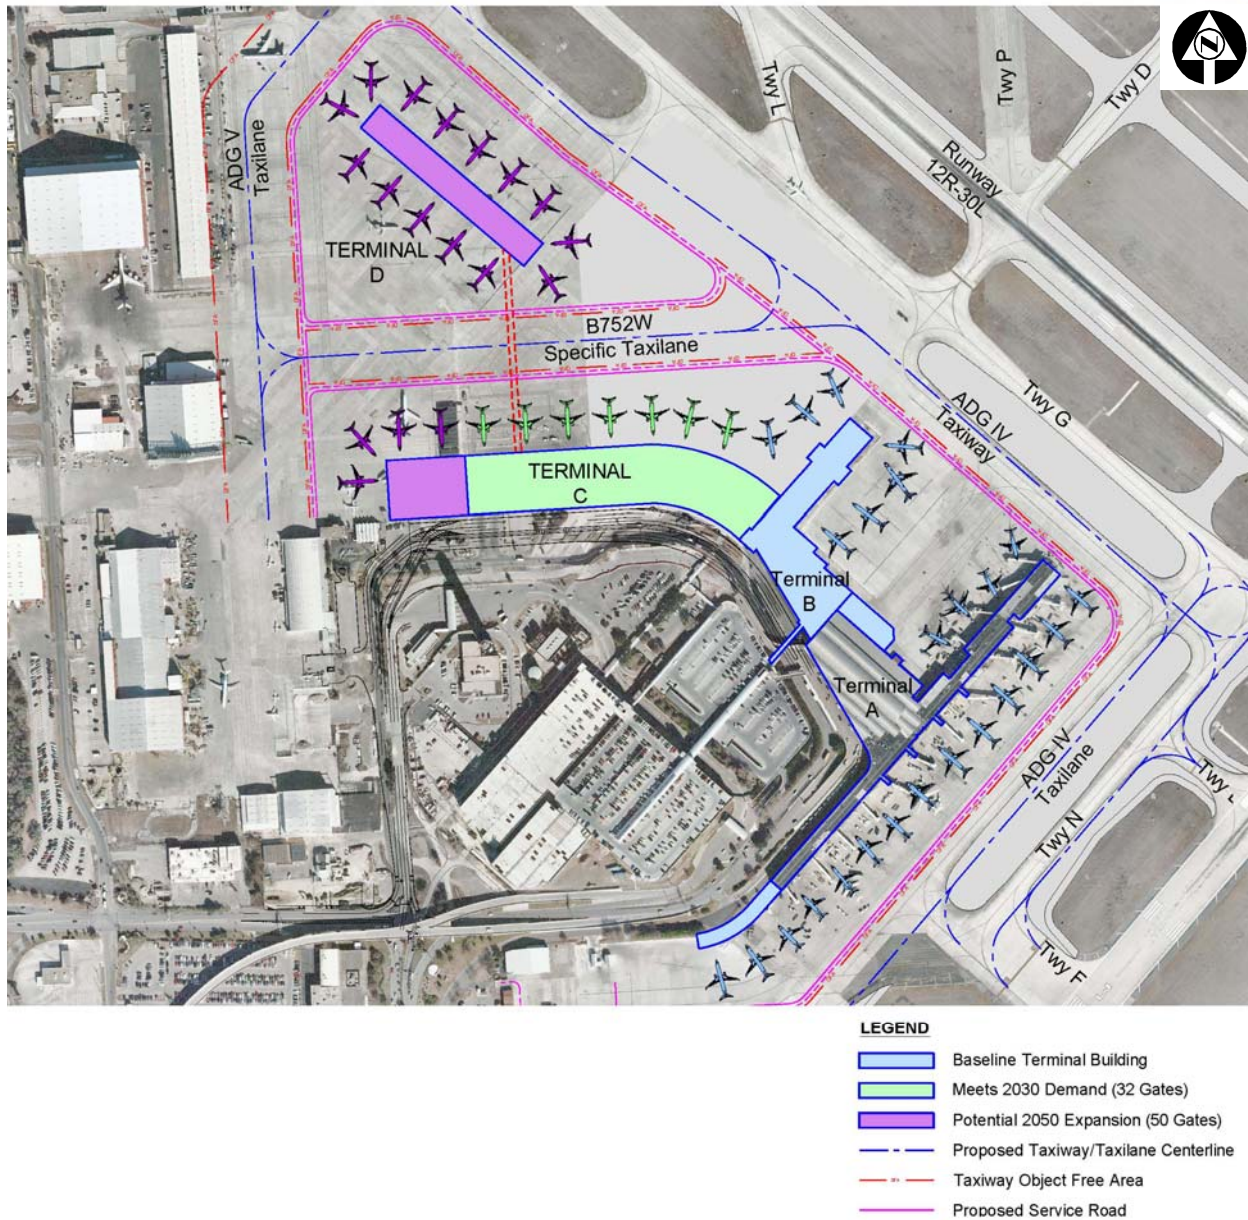 N
Twy L
Twy P
Twy D
Runway
12R-30L
ADG V
Taxilane
TERMINAL
D
B752W
Specific Taxilane
ADG IV
Taxiway
Twy G
TERMINAL
C
Terminal
B
Terminal
A
ADG IV
Taxilane
Twy N
Twy F
LEGEND
Baseline Terminal Building
Meets 2030 Demand (32 Gates)
Potential 2050 Expansion (50 Gates)
Proposed Taxiway/Taxilane Centerline
Taxiway Object Free Area
Proposed Service Road